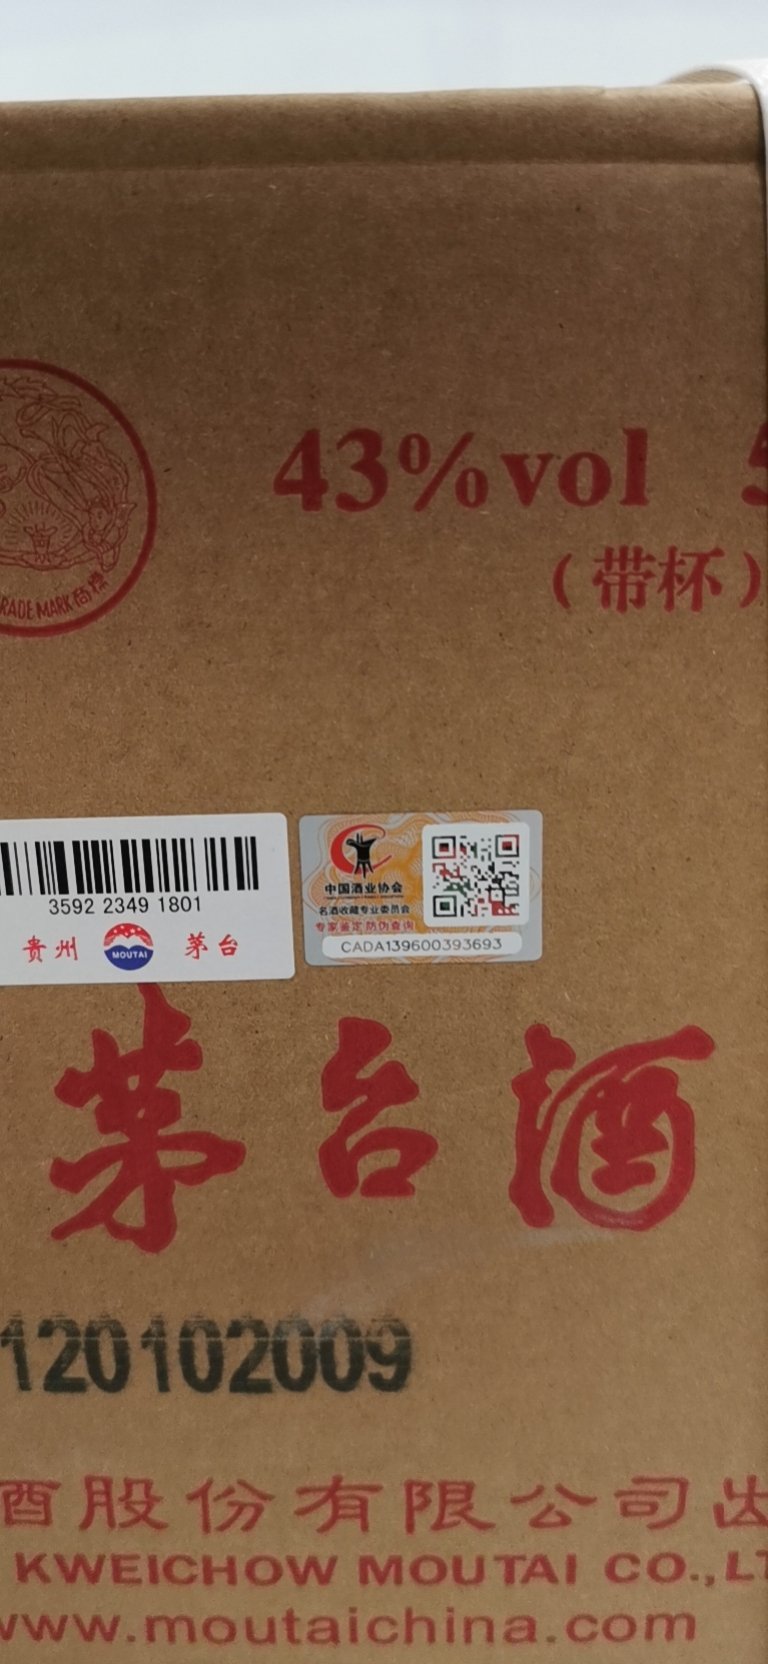 43%vol
（带杯）
RADE MARK 商標
3592 2349 1801
贵州 MOUTAI 茅台
中国酒业协会
名酒收藏专业委员会
专家鉴定防伪查询
CADA139600393693
茅台酒
120102009
酒股份有限公司出
KWEICHOW MOUTAI CO.,LT
www.moutaichina.com